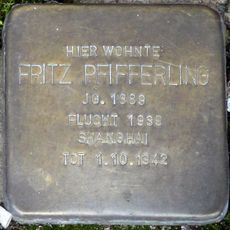 HIER WOHNTE
FRITZ PFIFFERLING
JG. 1889
FLUCHT 1939
SHANGHAI
TOT 1.10.1942